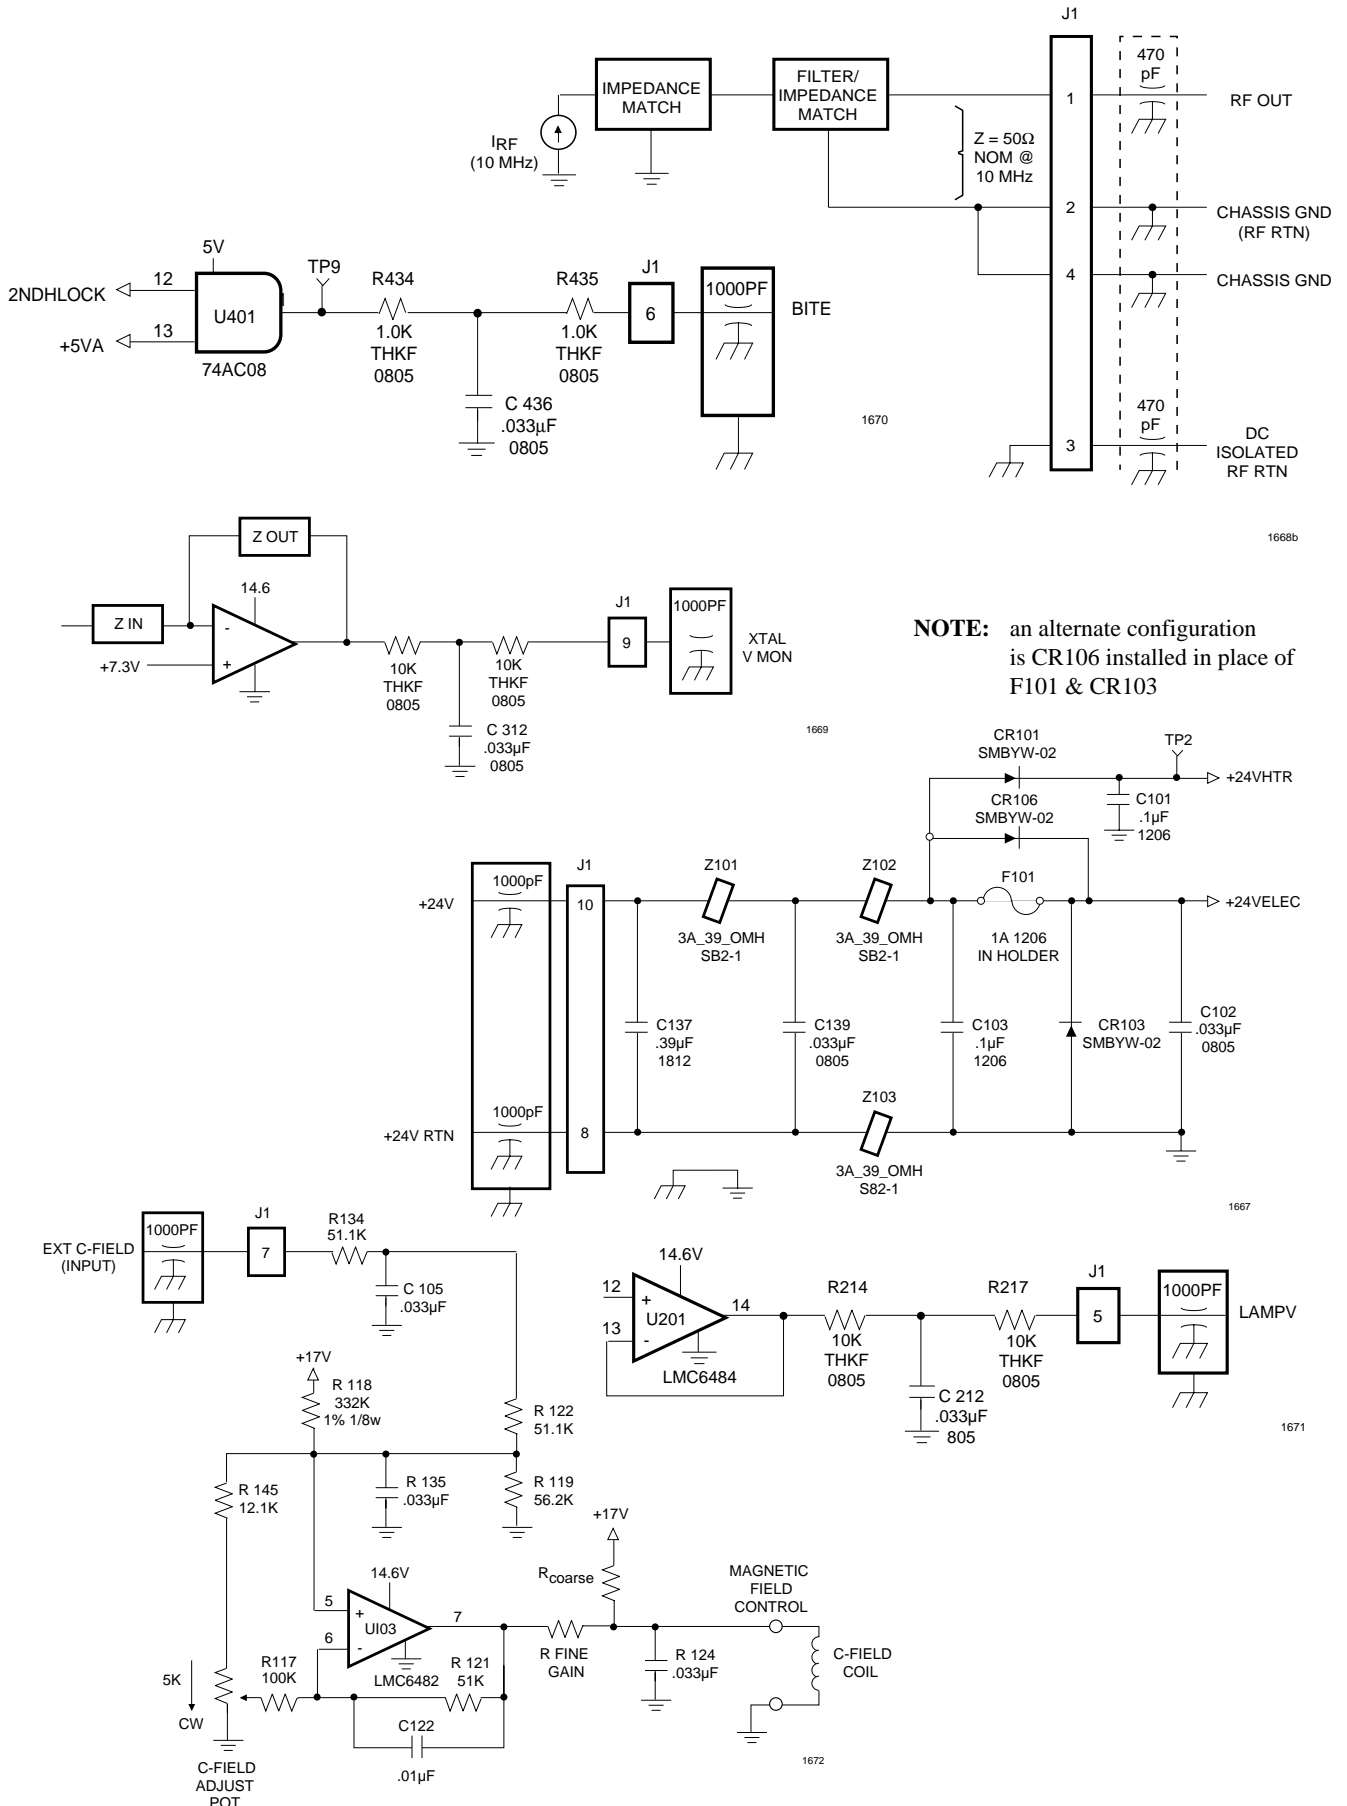 J1
470
pF
IMPEDANCE
MATCH
FILTER/
IMPEDANCE
MATCH
1
RF OUT
IRF
(10 MHz)
Z = 50Ω
NOM @
10 MHz
2
CHASSIS GND
(RF RTN)
4
CHASSIS GND
470
pF
3
DC
ISOLATED
RF RTN
1668b
5V
2NDHLOCK
12
+5VA
13
U401
74AC08
TP9
R434
1.0K
THKF
0805
C 436
.033µF
0805
R435
1.0K
THKF
0805
J1
6
1000PF
BITE
1670
Z OUT
Z IN
14.6
-
+
+7.3V
10K
THKF
0805
C 312
.033µF
0805
10K
THKF
0805
J1
9
1000PF
XTAL
V MON
1669
NOTE: an alternate configuration
is CR106 installed in place of
F101 & CR103
CR101
SMBYW-02
TP2
+24VHTR
C101
.1µF
1206
CR106
SMBYW-02
F101
1A 1206
IN HOLDER
+24VELEC
+24V
1000pF
J1
10
Z101
3A_39_OMH
SB2-1
Z102
3A_39_OMH
SB2-1
C137
.39µF
1812
C139
.033µF
0805
C103
.1µF
1206
CR103
SMBYW-02
C102
.033µF
0805
+24V RTN
1000pF
8
Z103
3A_39_OMH
S82-1
1667
EXT C-FIELD
(INPUT)
1000PF
J1
7
R134
51.1K
C 105
.033µF
+17V
R 118
332K
1% 1/8w
R 122
51.1K
R 145
12.1K
R 135
.033µF
R 119
56.2K
14.6V
5
+
6
-
UI03
7
LMC6482
R117
100K
R 121
51K
C122
.01µF
5K
CW
C-FIELD
ADJUST
POT
R FINE
GAIN
Rcoarse
+17V
R 124
.033µF
MAGNETIC
FIELD
CONTROL
C-FIELD
COIL
1672
14.6V
12
+
13
-
U201
14
LMC6484
R214
10K
THKF
0805
C 212
.033µF
805
R217
10K
THKF
0805
J1
5
1000PF
LAMPV
1671